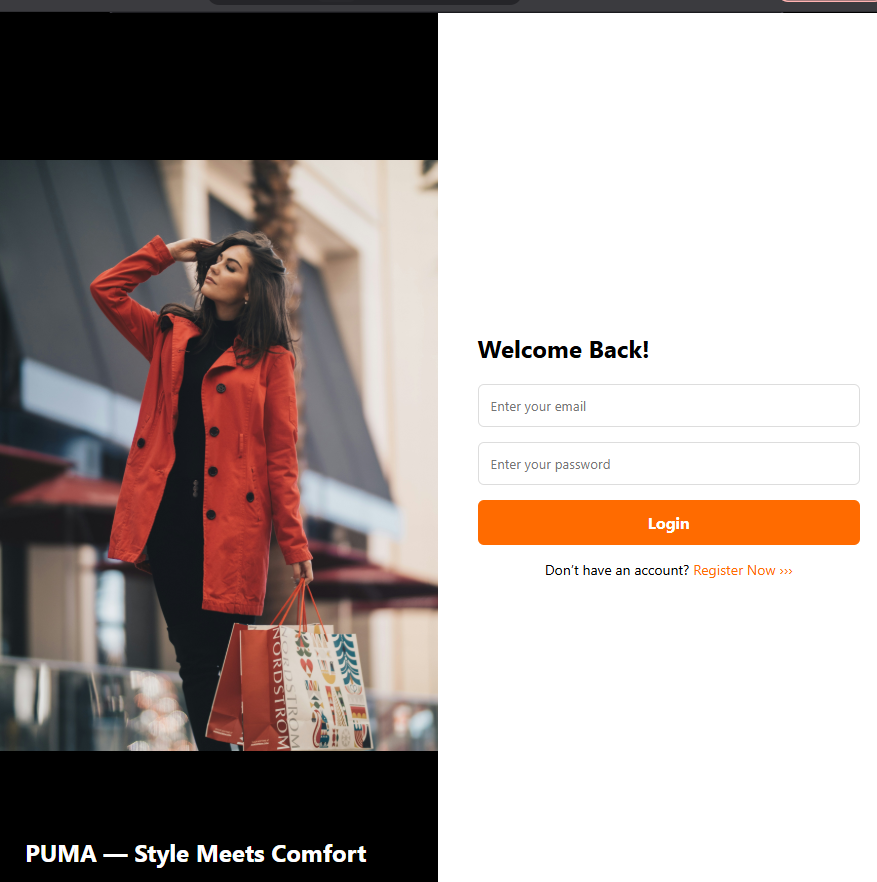 NORDSTROM
NORDSTROM
PUMA — Style Meets Comfort
Welcome Back!
Enter your email
Enter your password
Login
Don’t have an account? Register Now >>>